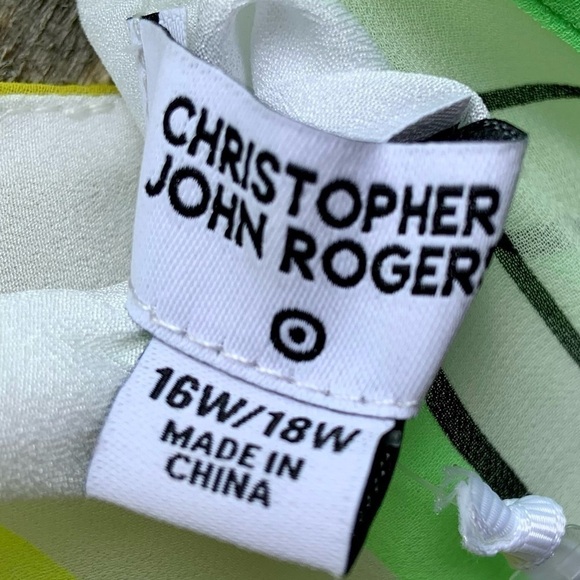 CHRISTOPHER
JOHN ROGERS
16W/18W
MADE IN
CHINA